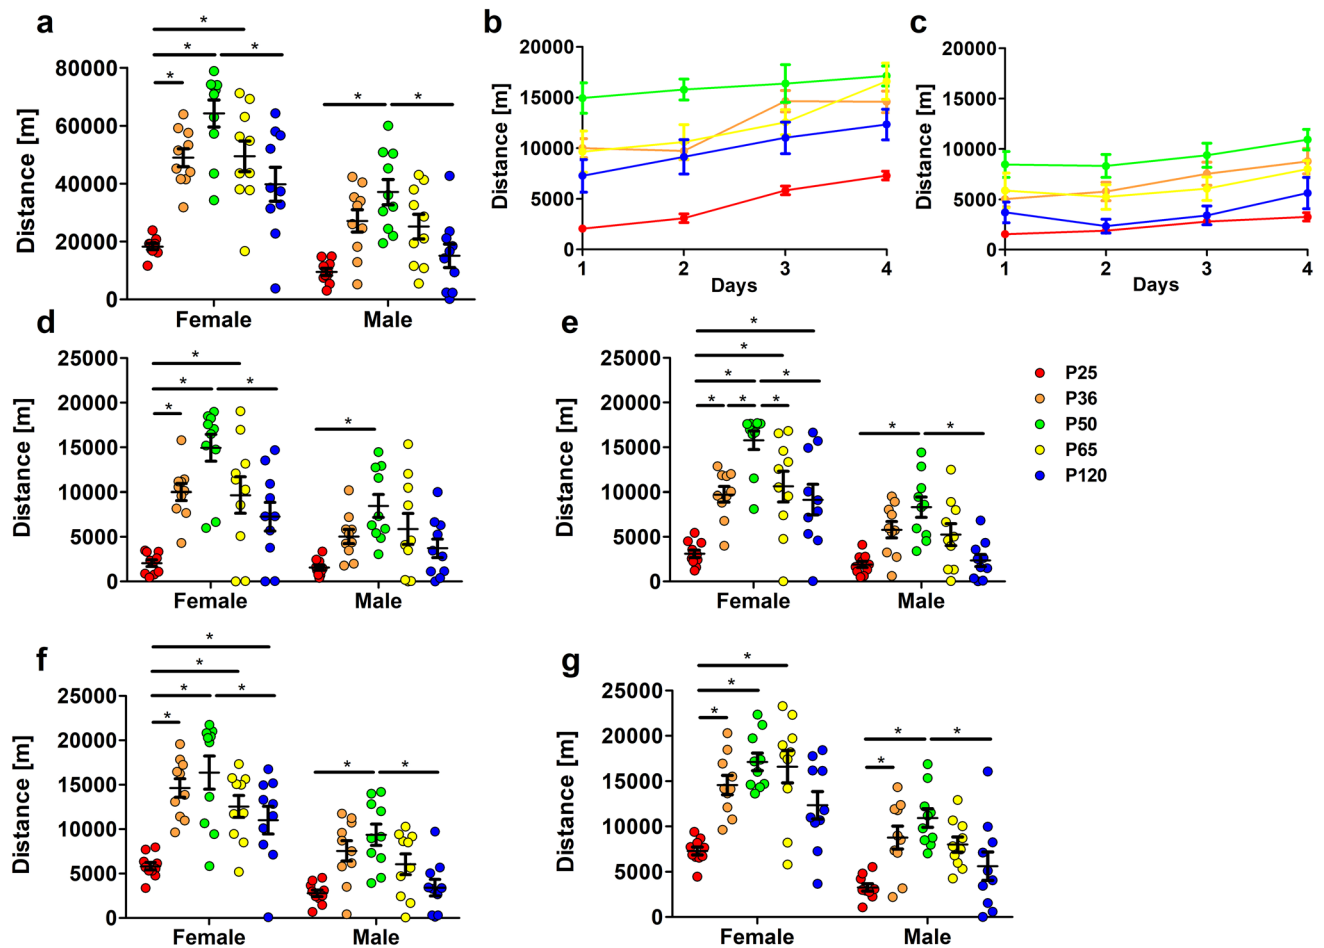 a
* 
* *
*
* *
80000
60000
40000
20000
0
Distance [m]
Female Male
b
20000
15000
10000
5000
0
Distance [m]
1 2 3 4
Days
c
20000
15000
10000
5000
0
Distance [m]
1 2 3 4
Days
d
*
* *
*
*
25000
20000
15000
10000
5000
0
Distance [m]
Female Male
e
*
*
* *
* * *
* *
25000
20000
15000
10000
5000
0
Distance [m]
Female Male
P25
P36
P50
P65
P120
f
*
*
* *
*
* *
25000
20000
15000
10000
5000
0
Distance [m]
Female Male
g
*
*
*
* *
*
25000
20000
15000
10000
5000
0
Distance [m]
Female Male